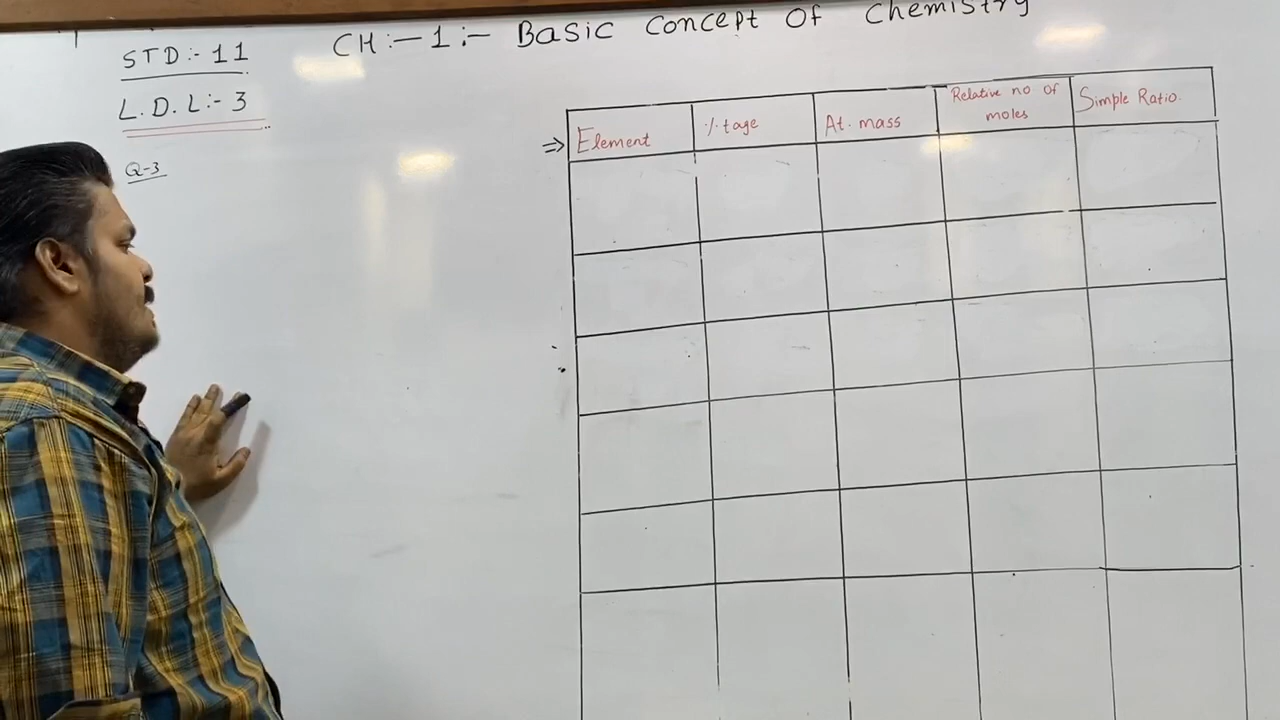 CH:-1:- Basic Concept Of Chemistry
STD:- 11
L.D.L:- 3
Q-3
⇒ Element
%tage
At. mass
Relative no of
moles
Simple Ratio.